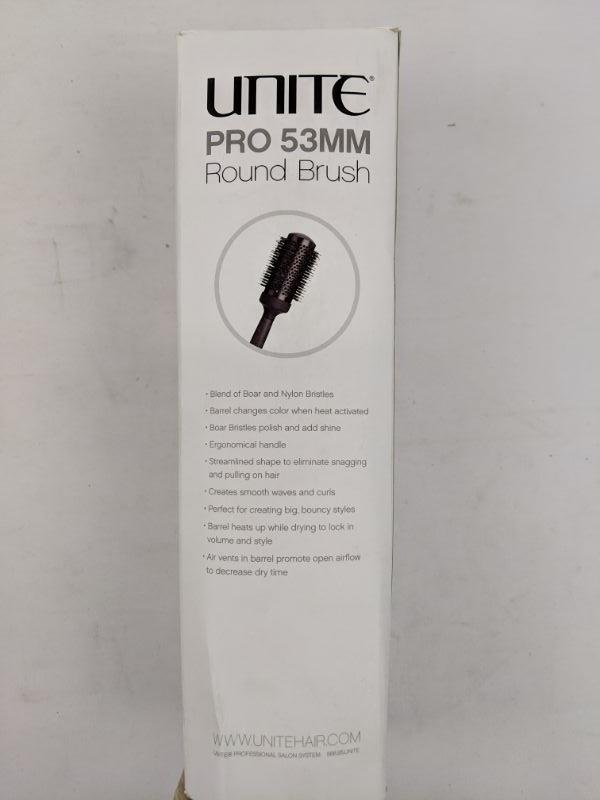 UNITE®
PRO 53MM
Round Brush
• Blend of Boar and Nylon Bristles
• Barrel changes color when heat activated
• Boar Bristles polish and add shine
• Ergonomical handle
• Streamlined shape to eliminate snagging
and pulling on hair
• Creates smooth waves and curls
• Perfect for creating big, bouncy styles
• Barrel heats up while drying to lock in
volume and style
• Air vents in barrel promote open airflow
to decrease dry time
WWW.UNITEHAIR.COM
PROFESSIONAL SALON SYSTEM